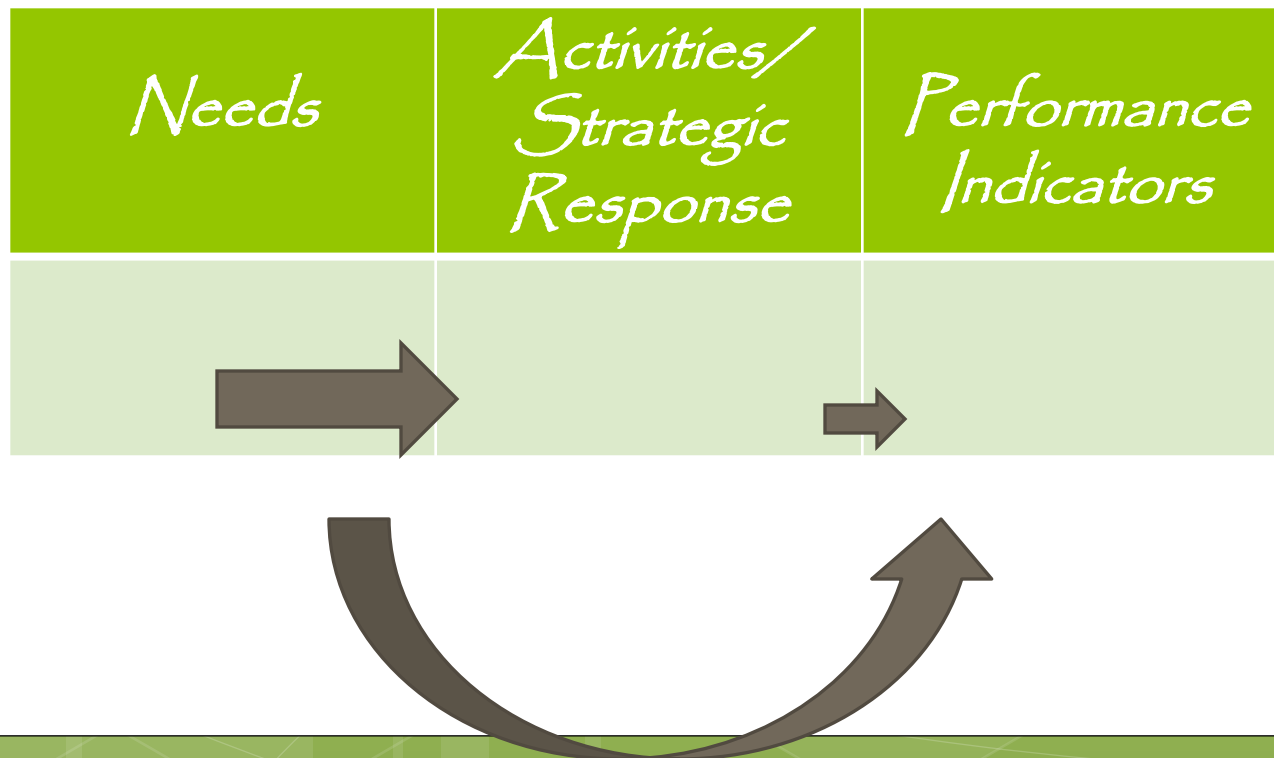 Needs
Activities/
Strategic
Response
Performance
Indicators